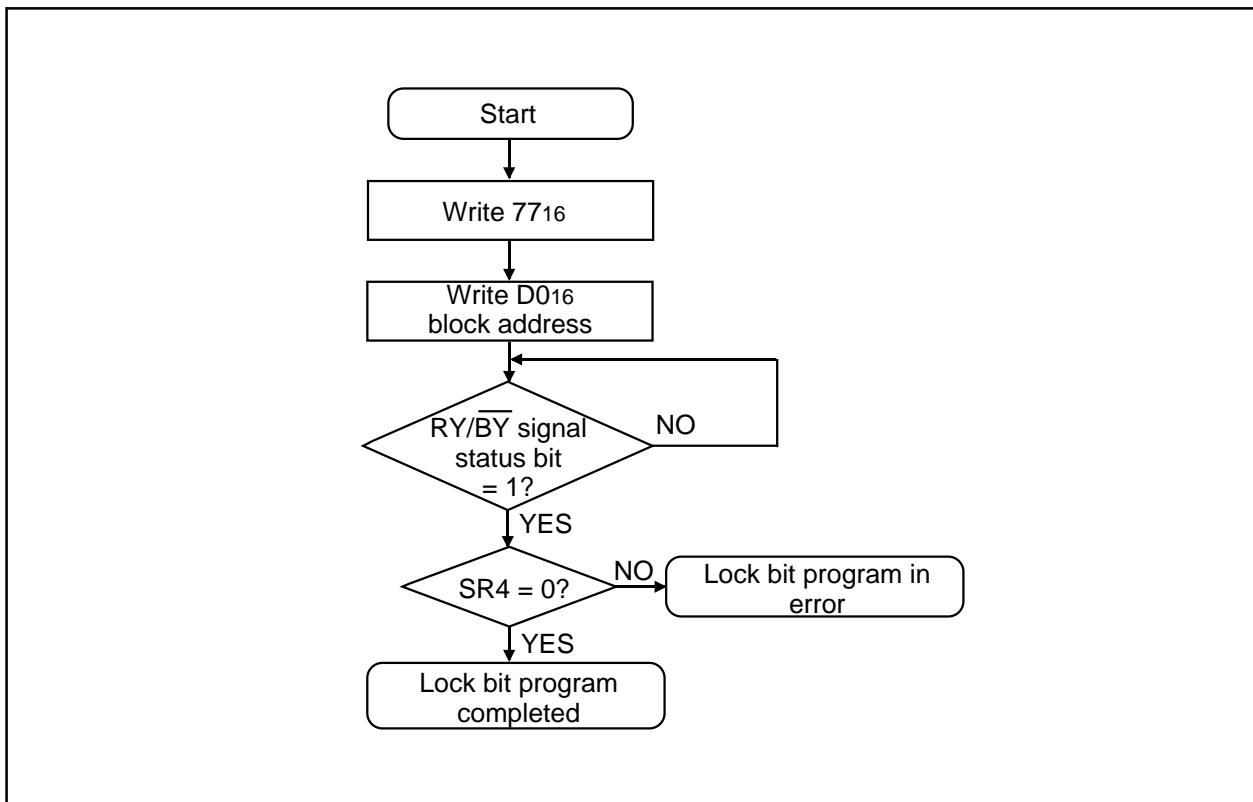 Start
Write 7716
Write D016
block address
RY/B̅Y̅ signal
status bit
= 1?
NO
YES
SR4 = 0?
NO
Lock bit program in
error
YES
Lock bit program
completed